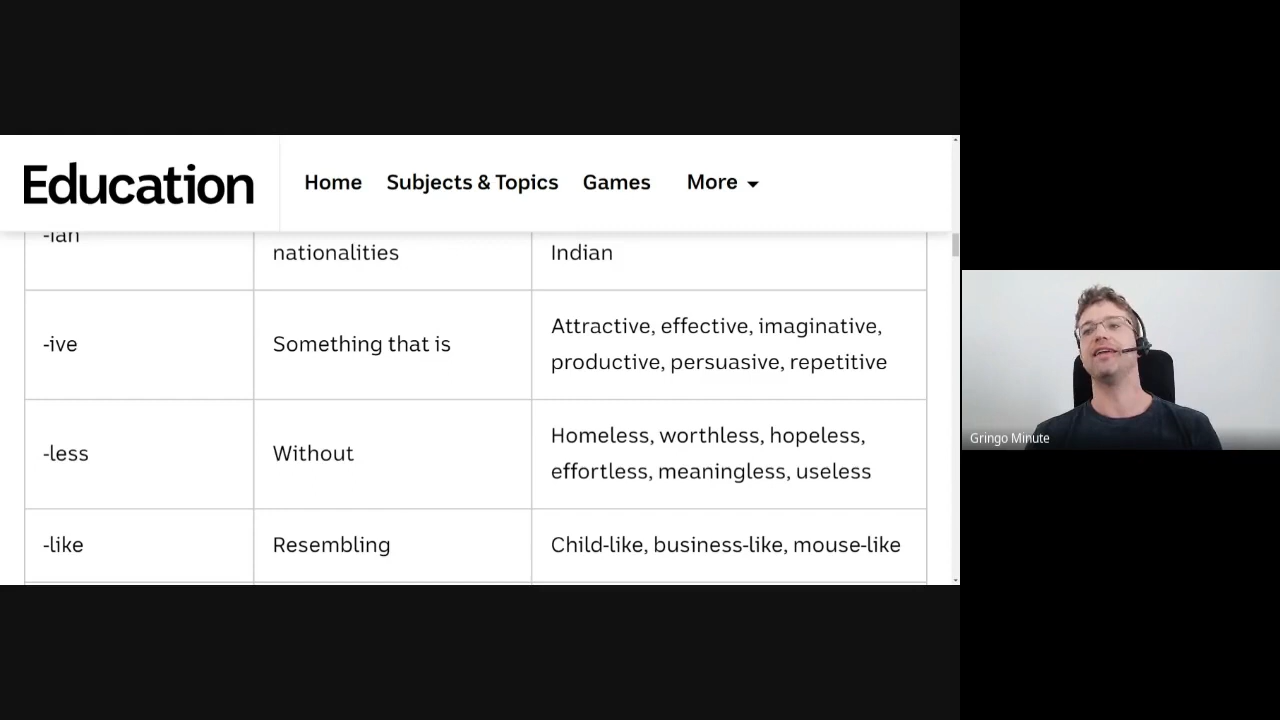 Education
Home Subjects & Topics Games More
-ian
nationalities Indian
-ive Something that is Attractive, effective, imaginative,
productive, persuasive, repetitive
-less Without Homeless, worthless, hopeless,
effortless, meaningless, useless
-like Resembling Child-like, business-like, mouse-like
Gringo Minute